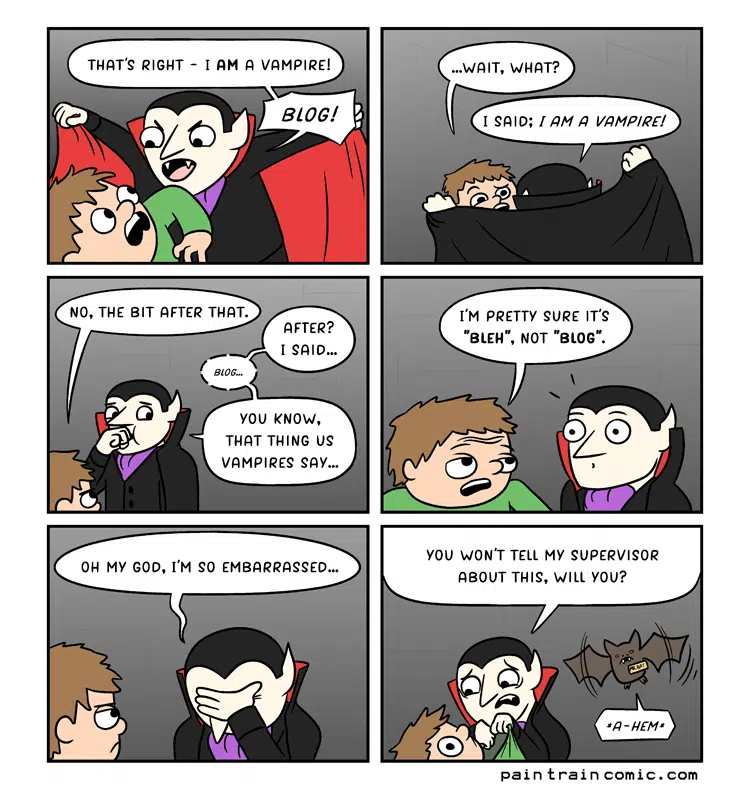 THAT'S RIGHT - I AM A VAMPIRE!
BLOG!
...WAIT, WHAT?
I SAID; I AM A VAMPIRE!
NO, THE BIT AFTER THAT.
AFTER?
I SAID...
BLOG...
YOU KNOW,
THAT THING US
VAMPIRES SAY...
I'M PRETTY SURE IT'S
"BLEH", NOT "BLOG".
OH MY GOD, I'M SO EMBARRASSED...
YOU WON'T TELL MY SUPERVISOR
ABOUT THIS, WILL YOU?
MR. BAT
*A-HEM*
paintraincomic.com